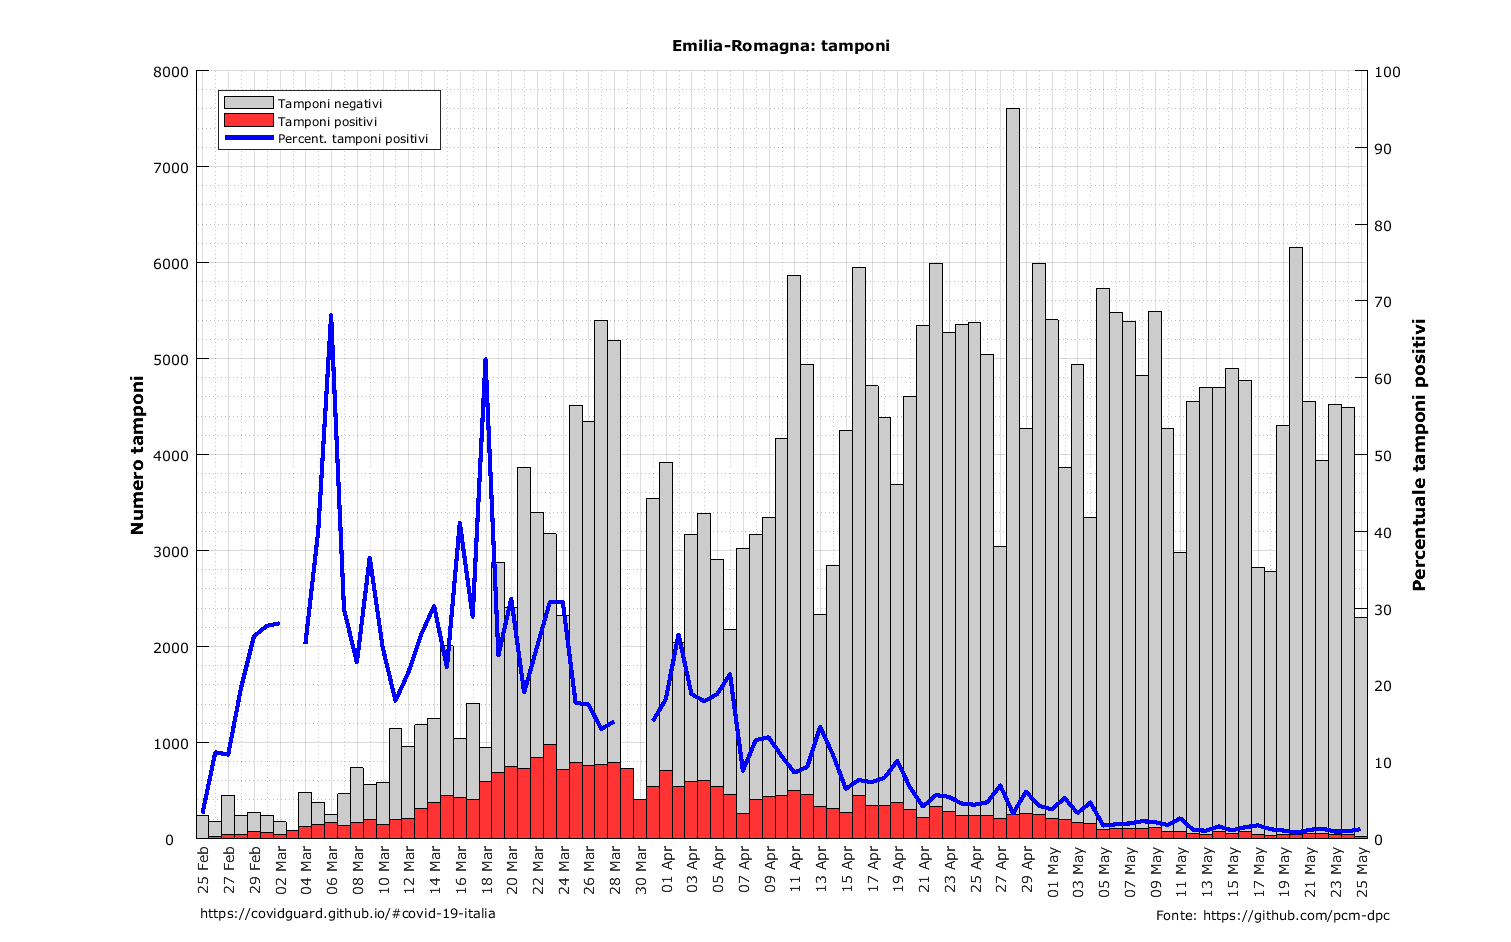 Emilia-Romagna: tamponi
Tamponi negativi
Tamponi positivi
Percent. tamponi positivi
Numero tamponi
8000
7000
6000
5000
4000
3000
2000
1000
0
Percentuale tamponi positivi
100
90
80
70
60
50
40
30
20
10
0
25 Feb
27 Feb
29 Feb
02 Mar
04 Mar
06 Mar
08 Mar
10 Mar
12 Mar
14 Mar
16 Mar
18 Mar
20 Mar
22 Mar
24 Mar
26 Mar
28 Mar
30 Mar
01 Apr
03 Apr
05 Apr
07 Apr
09 Apr
11 Apr
13 Apr
15 Apr
17 Apr
19 Apr
21 Apr
23 Apr
25 Apr
27 Apr
29 Apr
01 May
03 May
05 May
07 May
09 May
11 May
13 May
15 May
17 May
19 May
21 May
23 May
25 May
https://covidguard.github.io/#covid-19-italia
Fonte: https://github.com/pcm-dpc